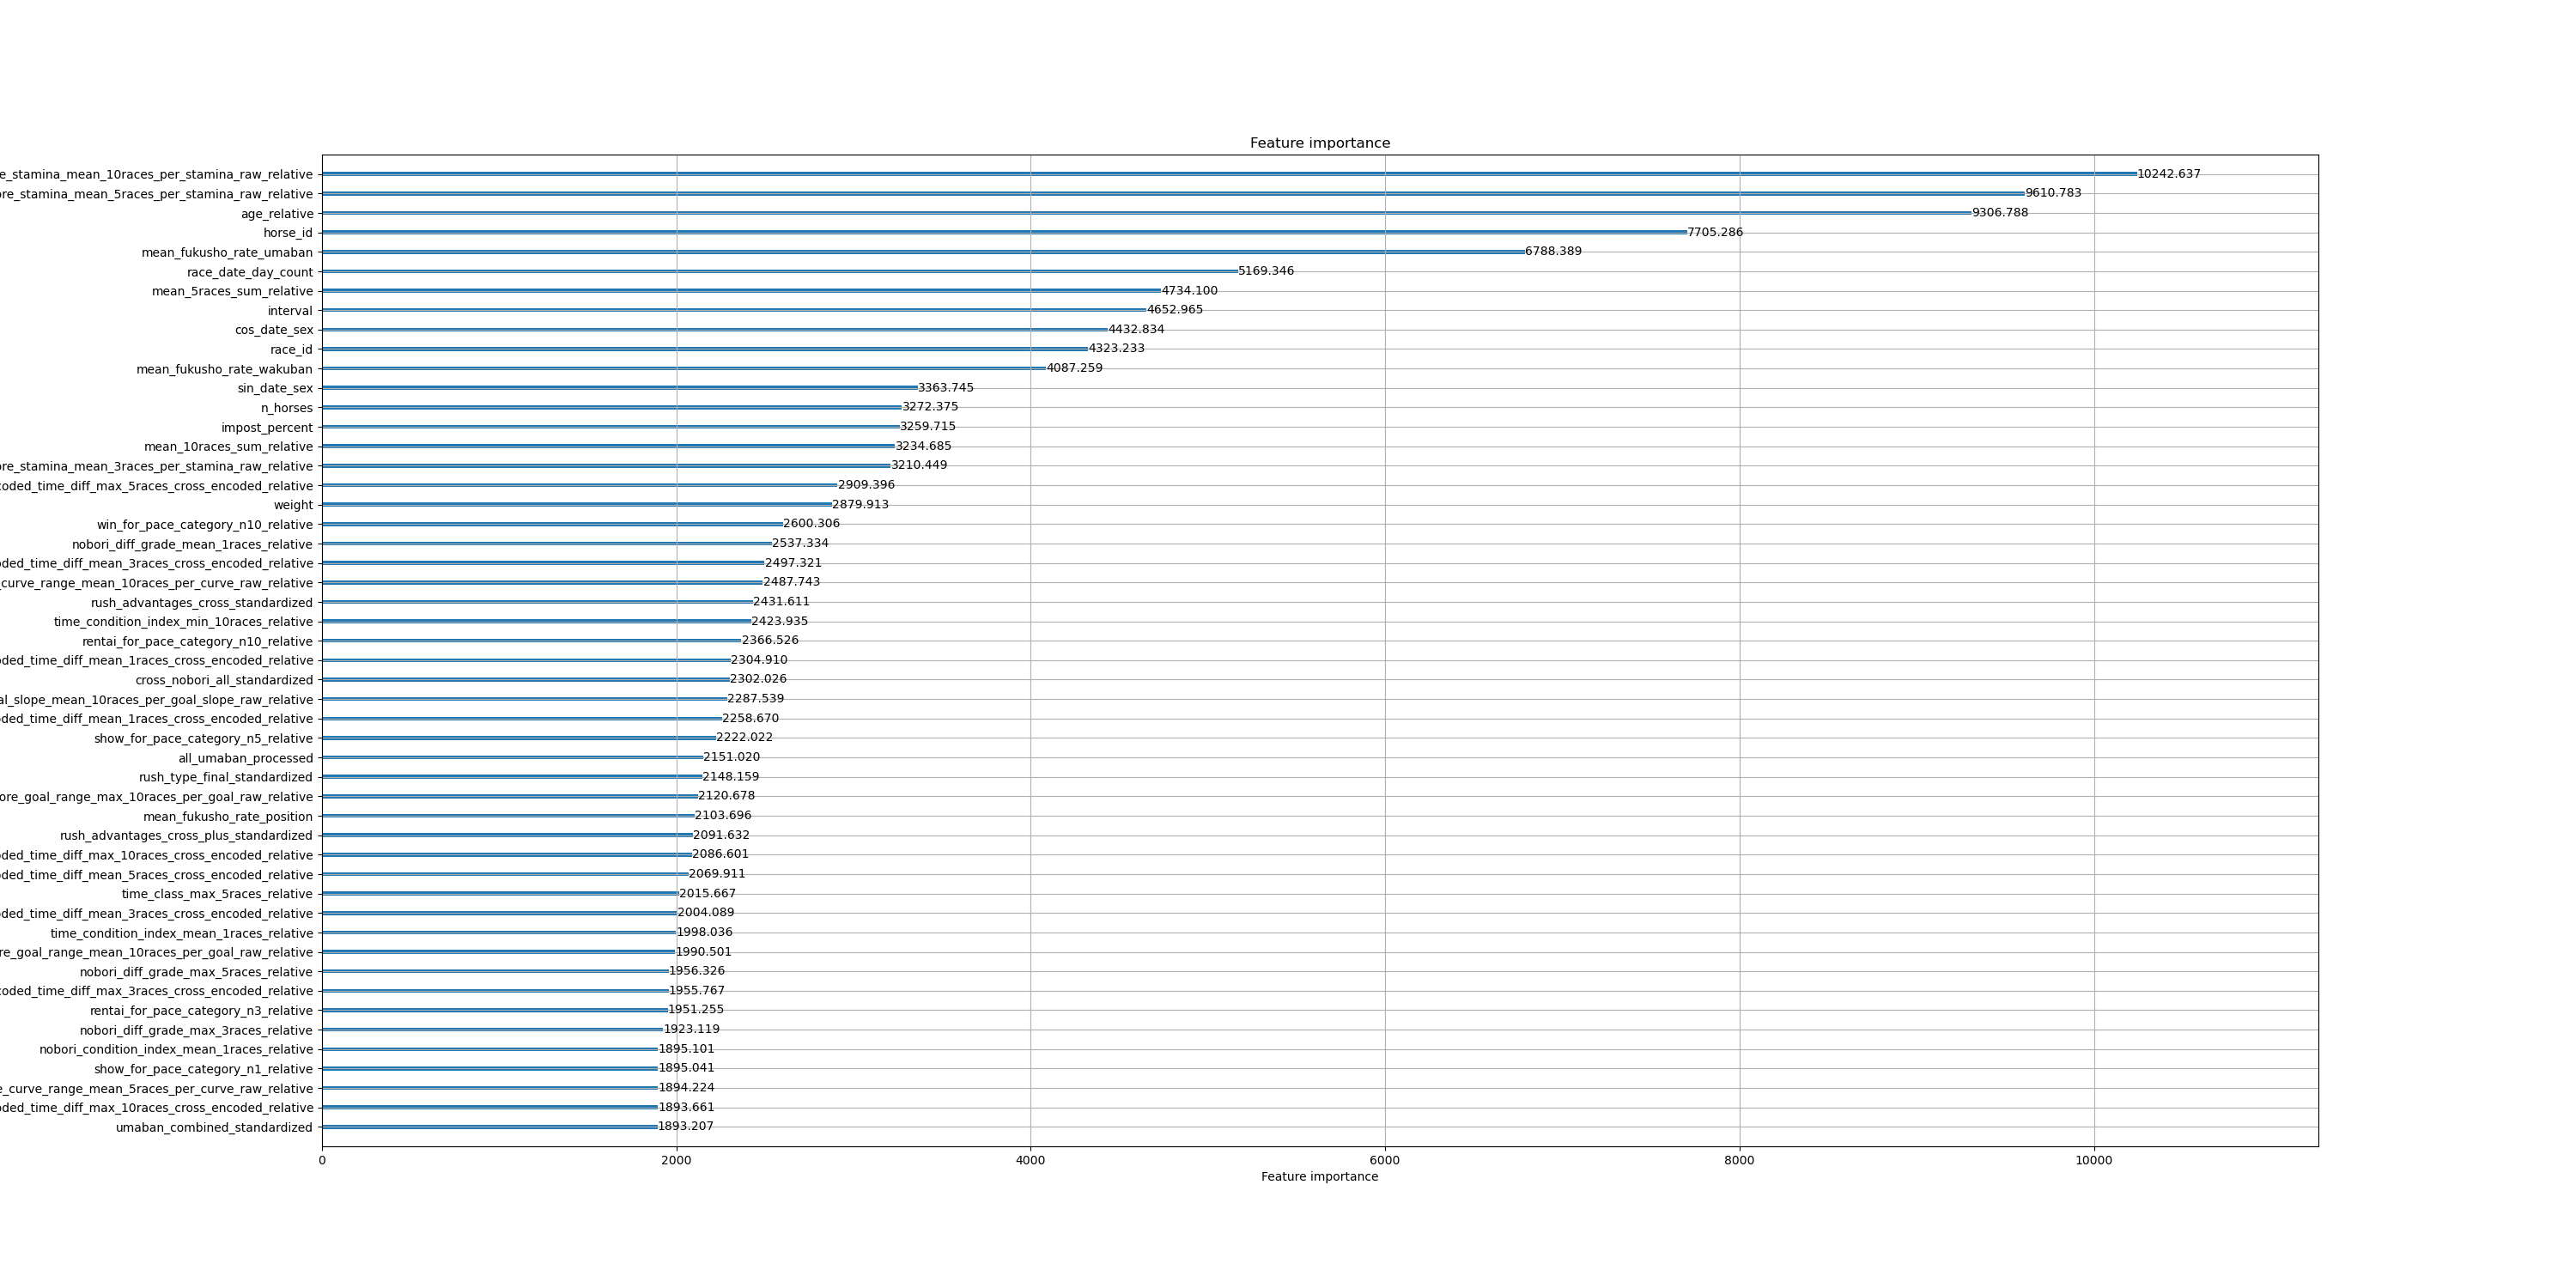 Feature importance
e_stamina_mean_10races_per_stamina_raw_relative 10242.637
ore_stamina_mean_5races_per_stamina_raw_relative 9610.783
age_relative 9306.788
horse_id 7705.286
mean_fukusho_rate_umaban 6788.389
race_date_day_count 5169.346
mean_5races_sum_relative 4734.100
interval 4652.965
cos_date_sex 4432.834
race_id 4323.233
mean_fukusho_rate_wakuban 4087.259
sin_date_sex 3363.745
n_horses 3272.375
impost_percent 3259.715
mean_10races_sum_relative 3234.685
ore_stamina_mean_3races_per_stamina_raw_relative 3210.449
coded_time_diff_max_5races_cross_encoded_relative 2909.396
weight 2879.913
win_for_pace_category_n10_relative 2600.306
nobori_diff_grade_mean_1races_relative 2537.334
ded_time_diff_mean_3races_cross_encoded_relative 2497.321
_curve_range_mean_10races_per_curve_raw_relative 2487.743
rush_advantages_cross_standardized 2431.611
time_condition_index_min_10races_relative 2423.935
rentai_for_pace_category_n10_relative 2366.526
ded_time_diff_mean_1races_cross_encoded_relative 2304.910
cross_nobori_all_standardized 2302.026
al_slope_mean_10races_per_goal_slope_raw_relative 2287.539
ded_time_diff_mean_1races_cross_encoded_relative 2258.670
show_for_pace_category_n5_relative 2222.022
all_umaban_processed 2151.020
rush_type_final_standardized 2148.159
ore_goal_range_max_10races_per_goal_raw_relative 2120.678
mean_fukusho_rate_position 2103.696
rush_advantages_cross_plus_standardized 2091.632
ded_time_diff_max_10races_cross_encoded_relative 2086.601
ded_time_diff_mean_5races_cross_encoded_relative 2069.911
time_class_max_5races_relative 2015.667
ded_time_diff_mean_3races_cross_encoded_relative 2004.089
time_condition_index_mean_1races_relative 1998.036
re_goal_range_mean_10races_per_goal_raw_relative 1990.501
nobori_diff_grade_max_5races_relative 1956.326
coded_time_diff_max_3races_cross_encoded_relative 1955.767
rentai_for_pace_category_n3_relative 1951.255
nobori_diff_grade_max_3races_relative 1923.119
nobori_condition_index_mean_1races_relative 1895.101
show_for_pace_category_n1_relative 1895.041
e_curve_range_mean_5races_per_curve_raw_relative 1894.224
ded_time_diff_max_10races_cross_encoded_relative 1893.661
umaban_combined_standardized 1893.207
0 2000 4000 6000 8000 10000
Feature importance